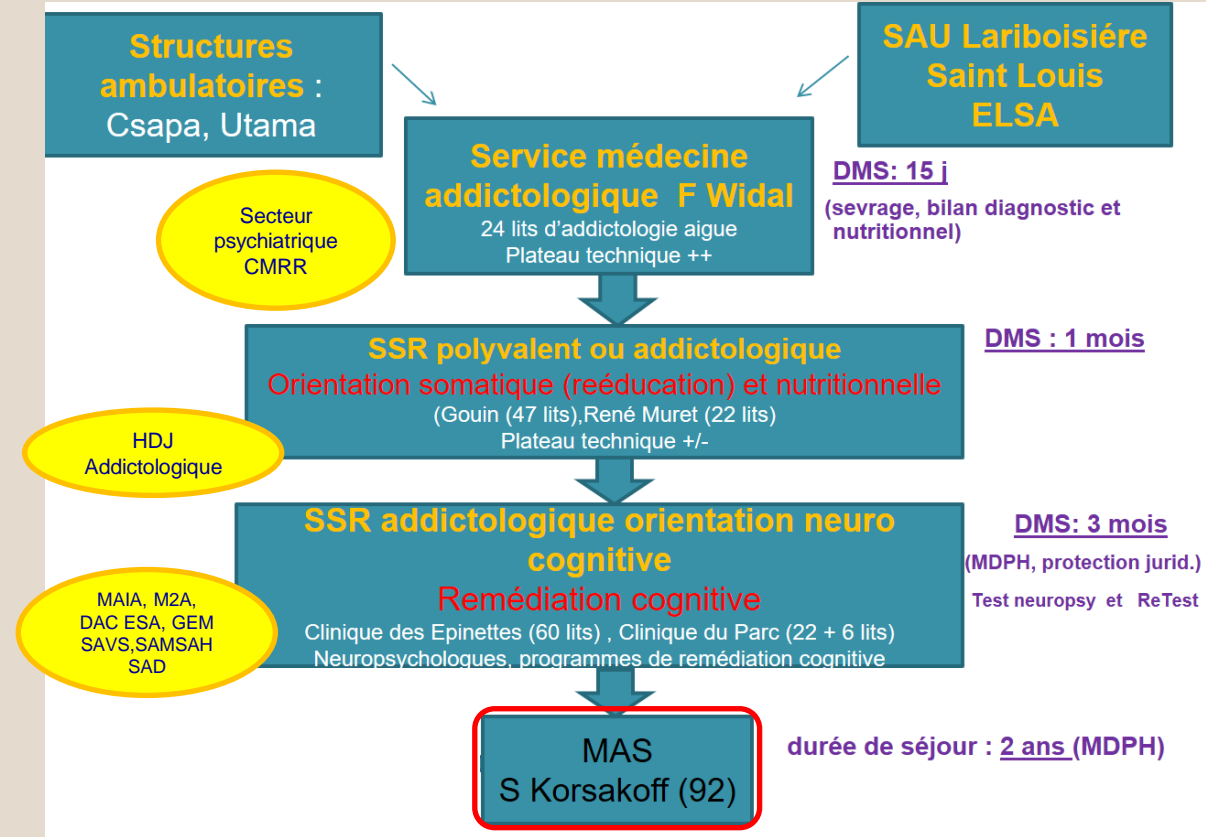 Structures
ambulatoires :
Csapa, Utama
SAU Lariboisiére
Saint Louis
ELSA
Service médecine
addictologique F Widal
24 lits d'addictologie aigue
Plateau technique ++
DMS: 15 j
(sevrage, bilan diagnostic et
nutritionnel)
Secteur
psychiatrique
CMRR
SSR polyvalent ou addictologique
Orientation somatique (reéducation) et nutritionnelle
(Gouin (47 lits),René Muret (22 lits)
Plateau technique +/-
DMS : 1 mois
HDJ
Addictologique
SSR addictologique orientation neuro
cognitive
Remédiation cognitive
Clinique des Epinettes (60 lits) , Clinique du Parc (22 + 6 lits)
Neuropsychologues, programmes de remédiation cognitive
DMS: 3 mois
(MDPH, protection jurid.)
Test neuropsy et ReTest
MAIA, M2A,
DAC ESA, GEM
SAVS,SAMSAH
SAD
MAS
S Korsakoff (92)
durée de séjour : 2 ans (MDPH)